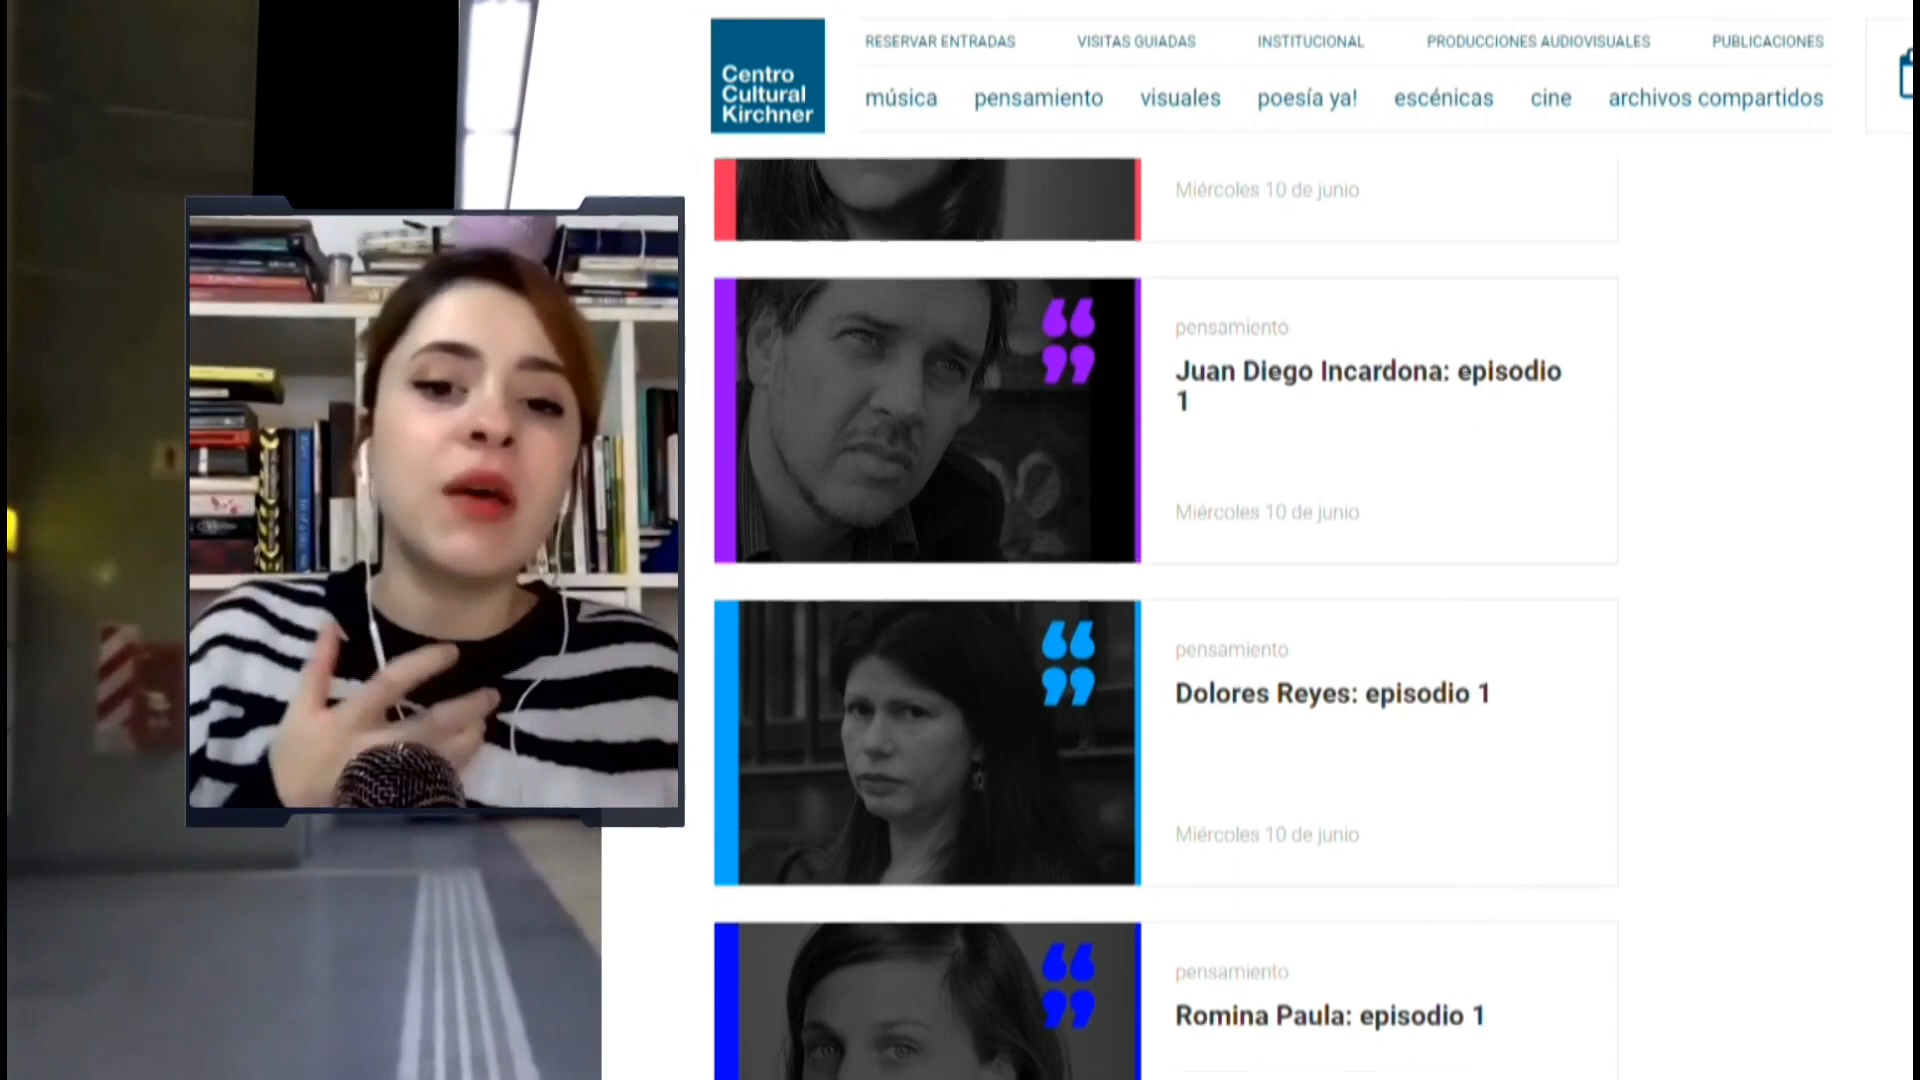 Centro
Cultural
Kirchner
RESERVAR ENTRADAS
VISITAS GUIADAS
INSTITUCIONAL
PRODUCCIONES AUDIOVISUALES
PUBLICACIONES
música
pensamiento
visuales
poesía ya!
escénicas
cine
archivos compartidos
Miércoles 10 de junio
pensamiento
Juan Diego Incardona: episodio
1
Miércoles 10 de junio
pensamiento
Dolores Reyes: episodio 1
Miércoles 10 de junio
pensamiento
Romina Paula: episodio 1